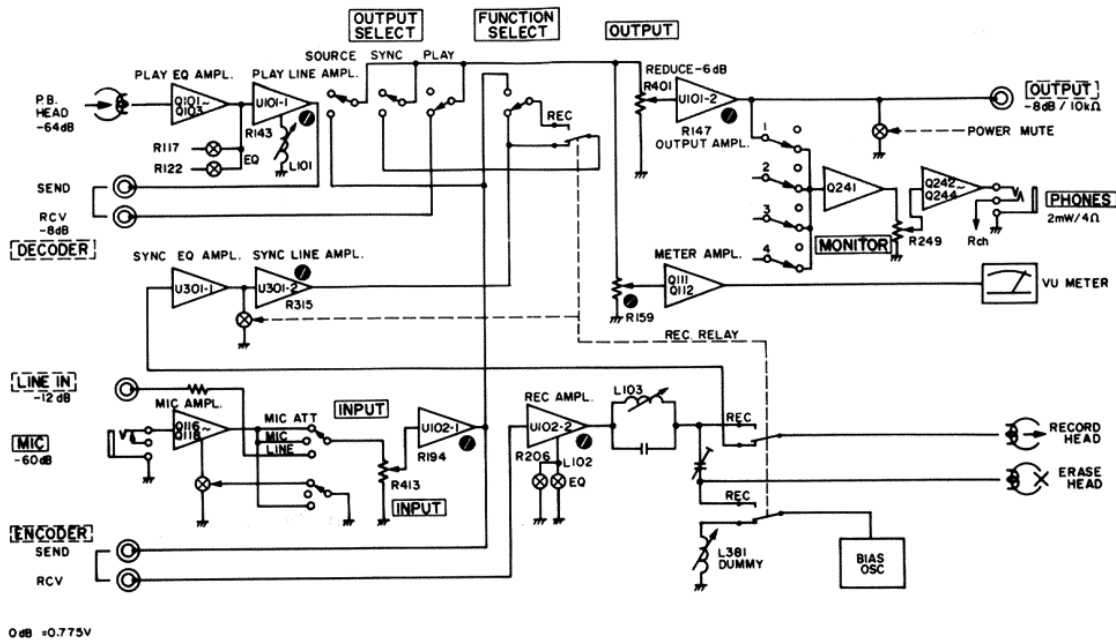 OUTPUT SELECT
FUNCTION SELECT
OUTPUT
SOURCE SYNC PLAY
PLAY EQ AMPL. PLAY LINE AMPL.
REDUCE-6dB
R401
P.B. HEAD
-64dB
Q101~ Q103
U101-1
U101-2
OUTPUT
-8dB/10kΩ
R143
REC
R147
OUTPUT AMPL.
POWER MUTE
R117
EQ
L101
R122
1
2
3
4
SEND
RCV
-8dB
Q241
Q242~ Q244
PHONES
2mW/4Ω
DECODER
MONITOR
R249
Rch
SYNC EQ AMPL. SYNC LINE AMPL.
METER AMPL.
U301-1
U301-2
R315
Q111 Q112
VU METER
R159
REC. RELAY
LINE IN
-12dB
MIC AMPL.
INPUT
REC AMPL.
L103
MIC ATT
MIC
LINE
Q116~ Q118
U102-1
U102-2
REC
RECORD HEAD
MIC
-60dB
R194
R206
L102
EQ
R413
INPUT
ERASE HEAD
REC
ENCODER
SEND
RCV
L381
DUMMY
BIAS OSC
0dB =0.775V